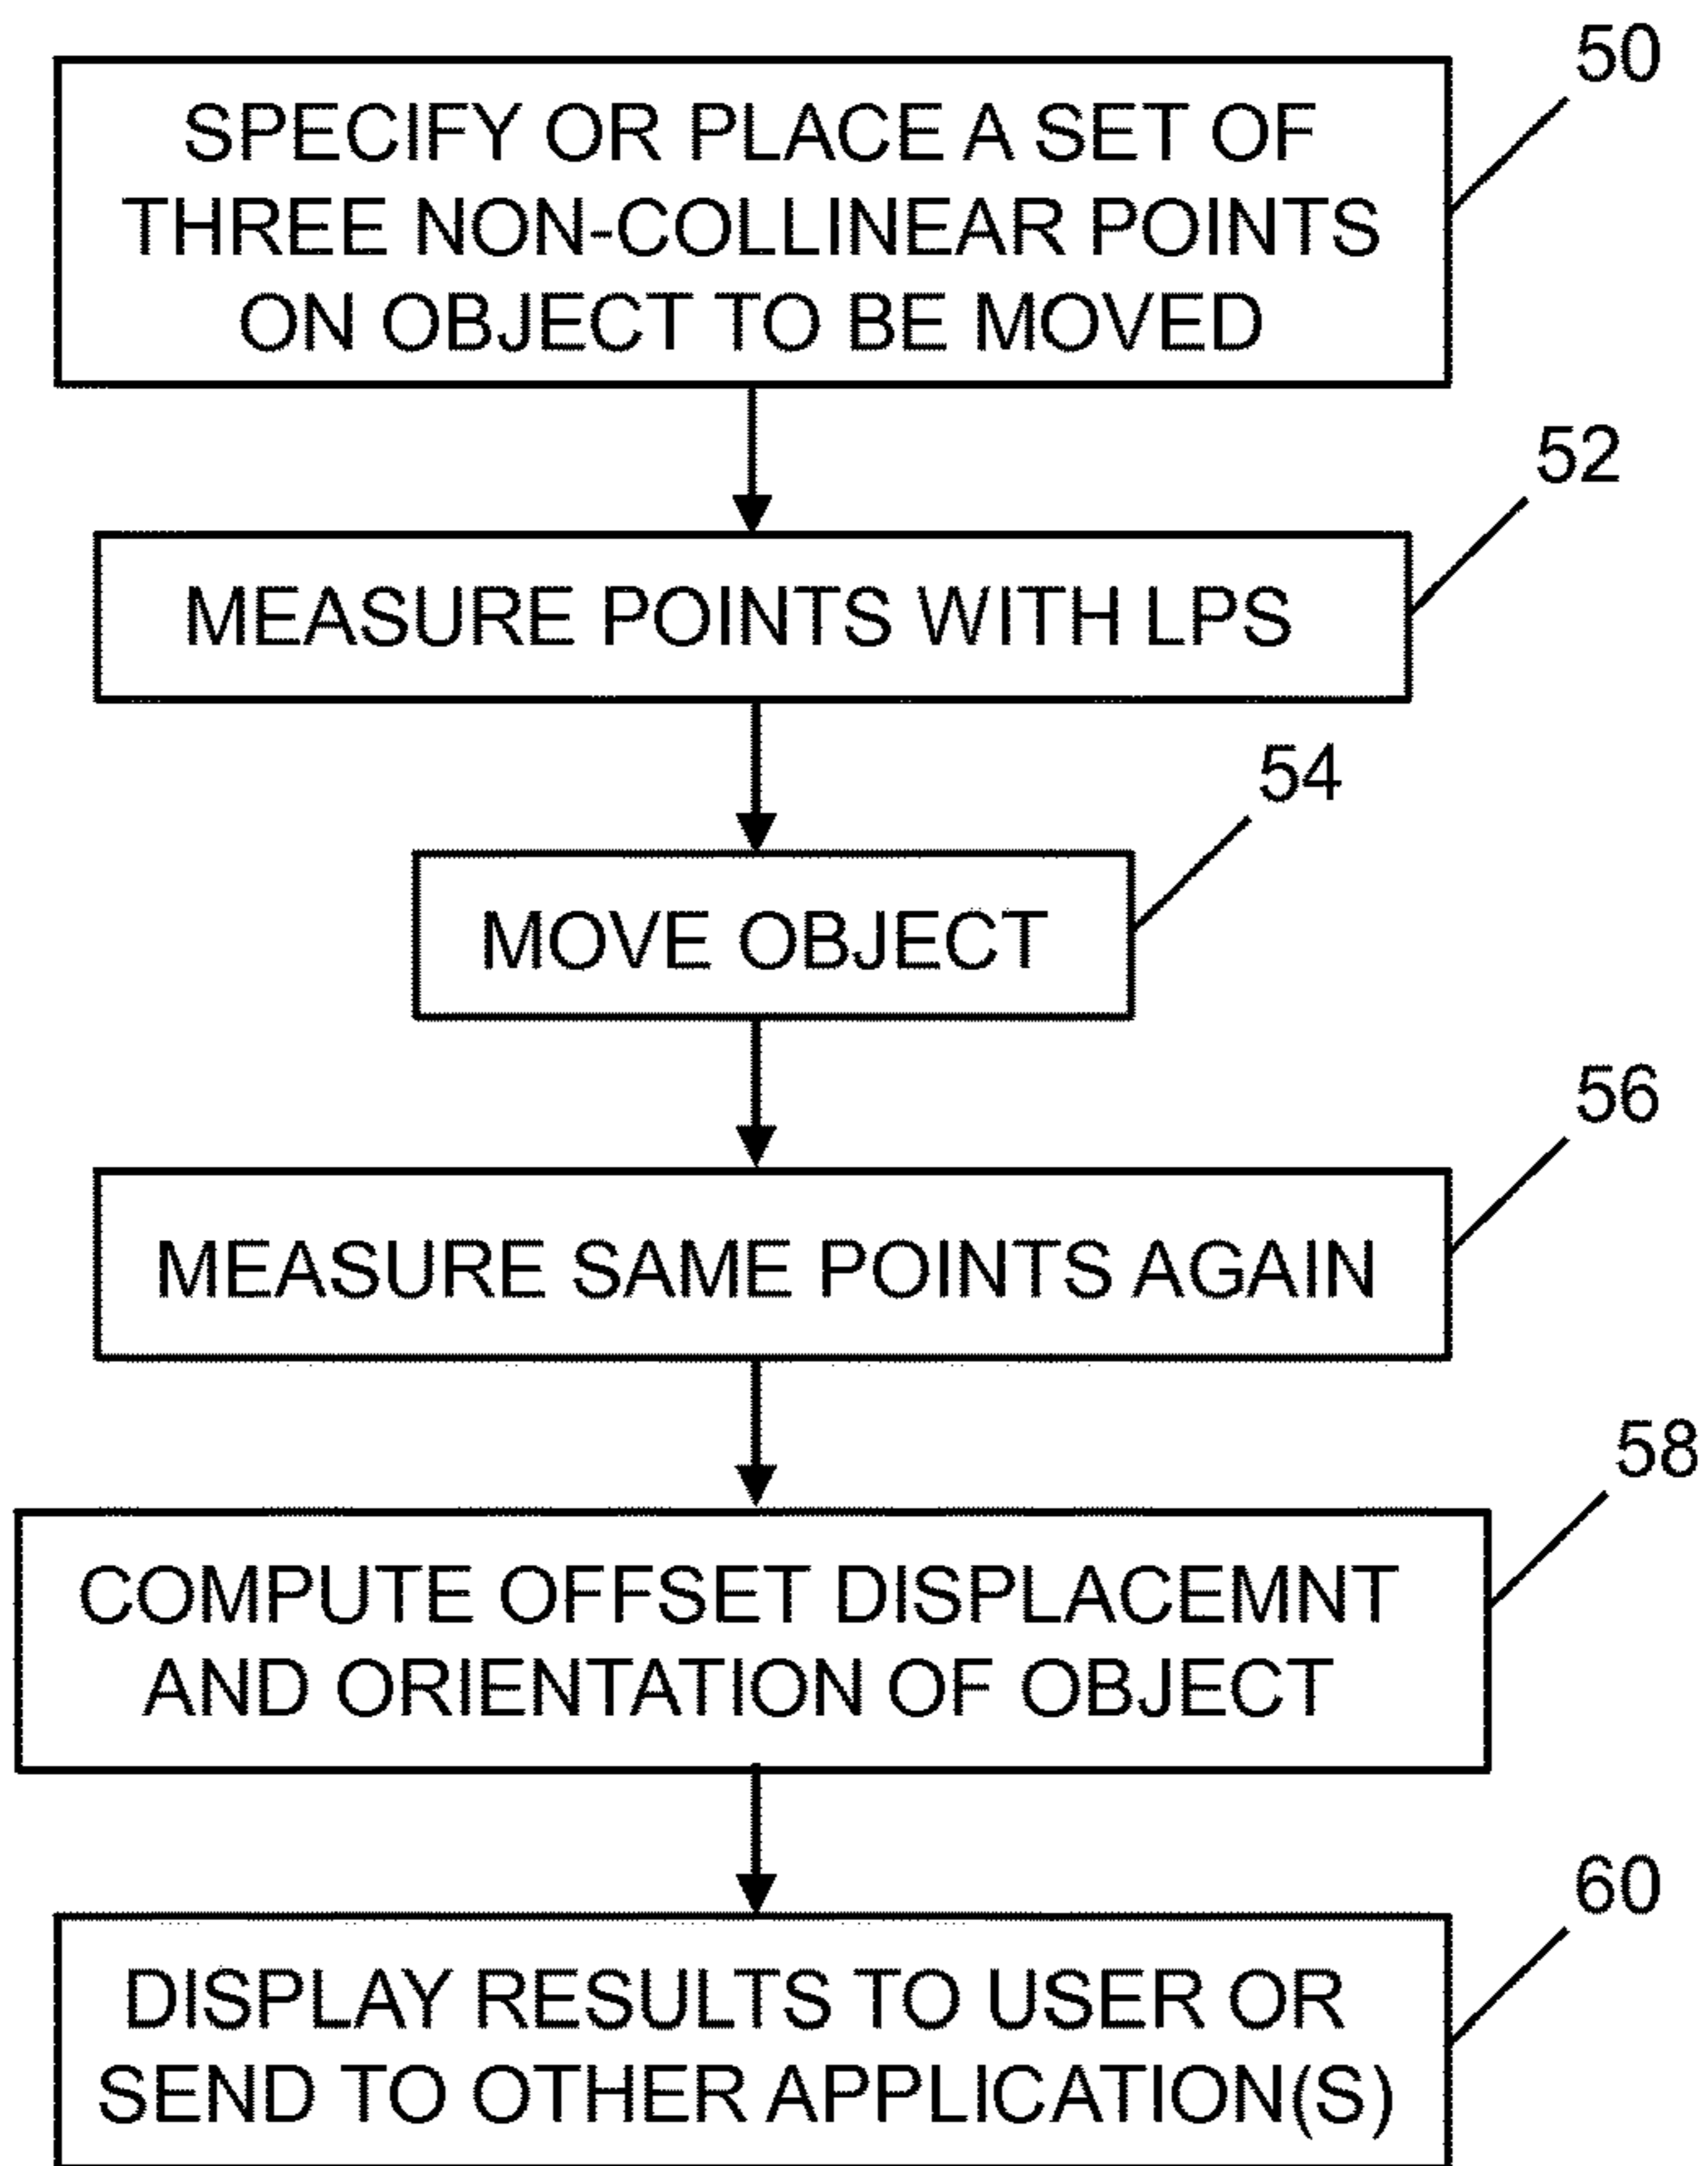 50
SPECIFY OR PLACE A SET OF
THREE NON-COLLINEAR POINTS
ON OBJECT TO BE MOVED
52
MEASURE POINTS WITH LPS
54
MOVE OBJECT
56
MEASURE SAME POINTS AGAIN
58
COMPUTE OFFSET DISPLACEMNT
AND ORIENTATION OF OBJECT
60
DISPLAY RESULTS TO USER OR
SEND TO OTHER APPLICATION(S)